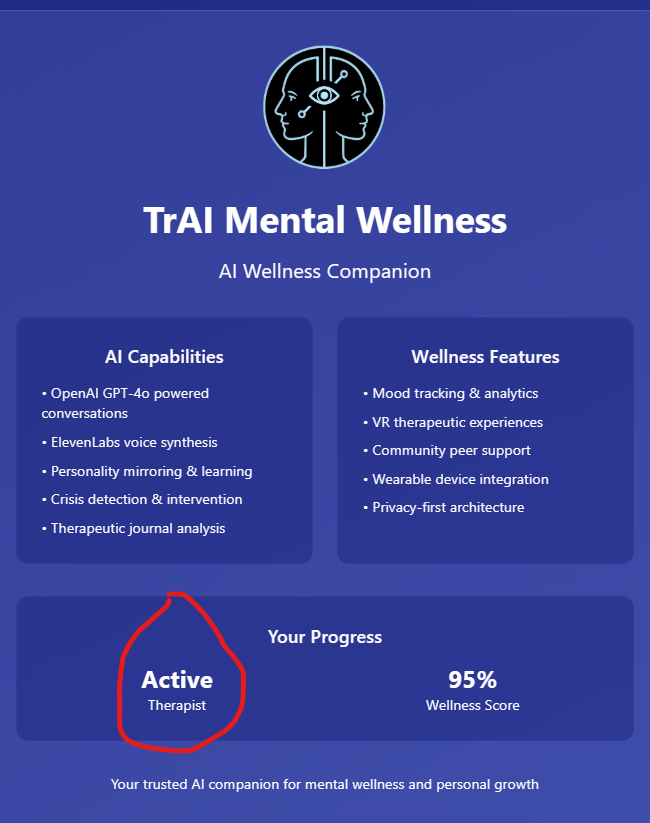 TrAI Mental Wellness
AI Wellness Companion
AI Capabilities
• OpenAI GPT-4o powered
conversations
• ElevenLabs voice synthesis
• Personality mirroring & learning
• Crisis detection & intervention
• Therapeutic journal analysis
Wellness Features
• Mood tracking & analytics
• VR therapeutic experiences
• Community peer support
• Wearable device integration
• Privacy-first architecture
Your Progress
Active
Therapist
95%
Wellness Score
Your trusted AI companion for mental wellness and personal growth